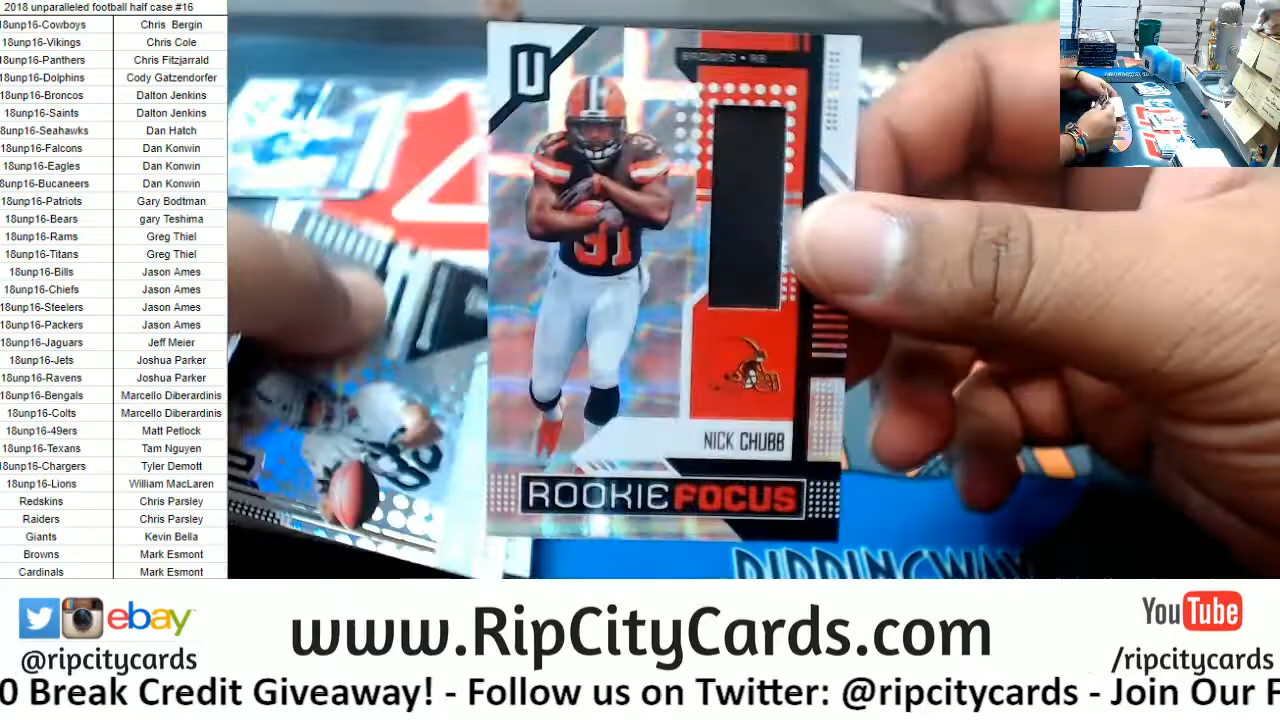 2018 unparalleled football half case #16
18unp16-Cowboys Chris Bergin
18unp16-Vikings Chris Cole
18unp16-Panthers Chris Fitzjarrald
18unp16-Dolphins Cody Gatzendorfer
18unp16-Broncos Dalton Jenkins
18unp16-Saints Dalton Jenkins
8unp16-Seahawks Dan Hatch
18unp16-Falcons Dan Konwin
18unp16-Eagles Dan Konwin
8unp16-Bucaneers Dan Konwin
18unp16-Patriots Gary Bodtman
18unp16-Bears gary Teshima
18unp16-Rams Greg Thiel
18unp16-Titans Greg Thiel
18unp16-Bills Jason Ames
18unp16-Chiefs Jason Ames
18unp16-Steelers Jason Ames
18unp16-Packers Jason Ames
18unp16-Jaguars Jeff Meier
18unp16-Jets Joshua Parker
18unp16-Ravens Joshua Parker
18unp16-Bengals Marcello Diberardinis
18unp16-Colts Marcello Diberardinis
18unp16-49ers Matt Petlock
18unp16-Texans Tam Nguyen
8unp16-Chargers Tyler Demott
18unp16-Lions William MacLaren
Redskins Chris Parsley
Raiders Chris Parsley
Giants Kevin Bella
Browns Mark Esmont
Cardinals Mark Esmont
U
BROWNS • RB
31
NICK CHUBB
ROOKIE FOCUS
ebay
@ripcitycards
www.RipCityCards.com
YouTube
/ripcitycards
0 Break Credit Giveaway! - Follow us on Twitter: @ripcitycards - Join Our F